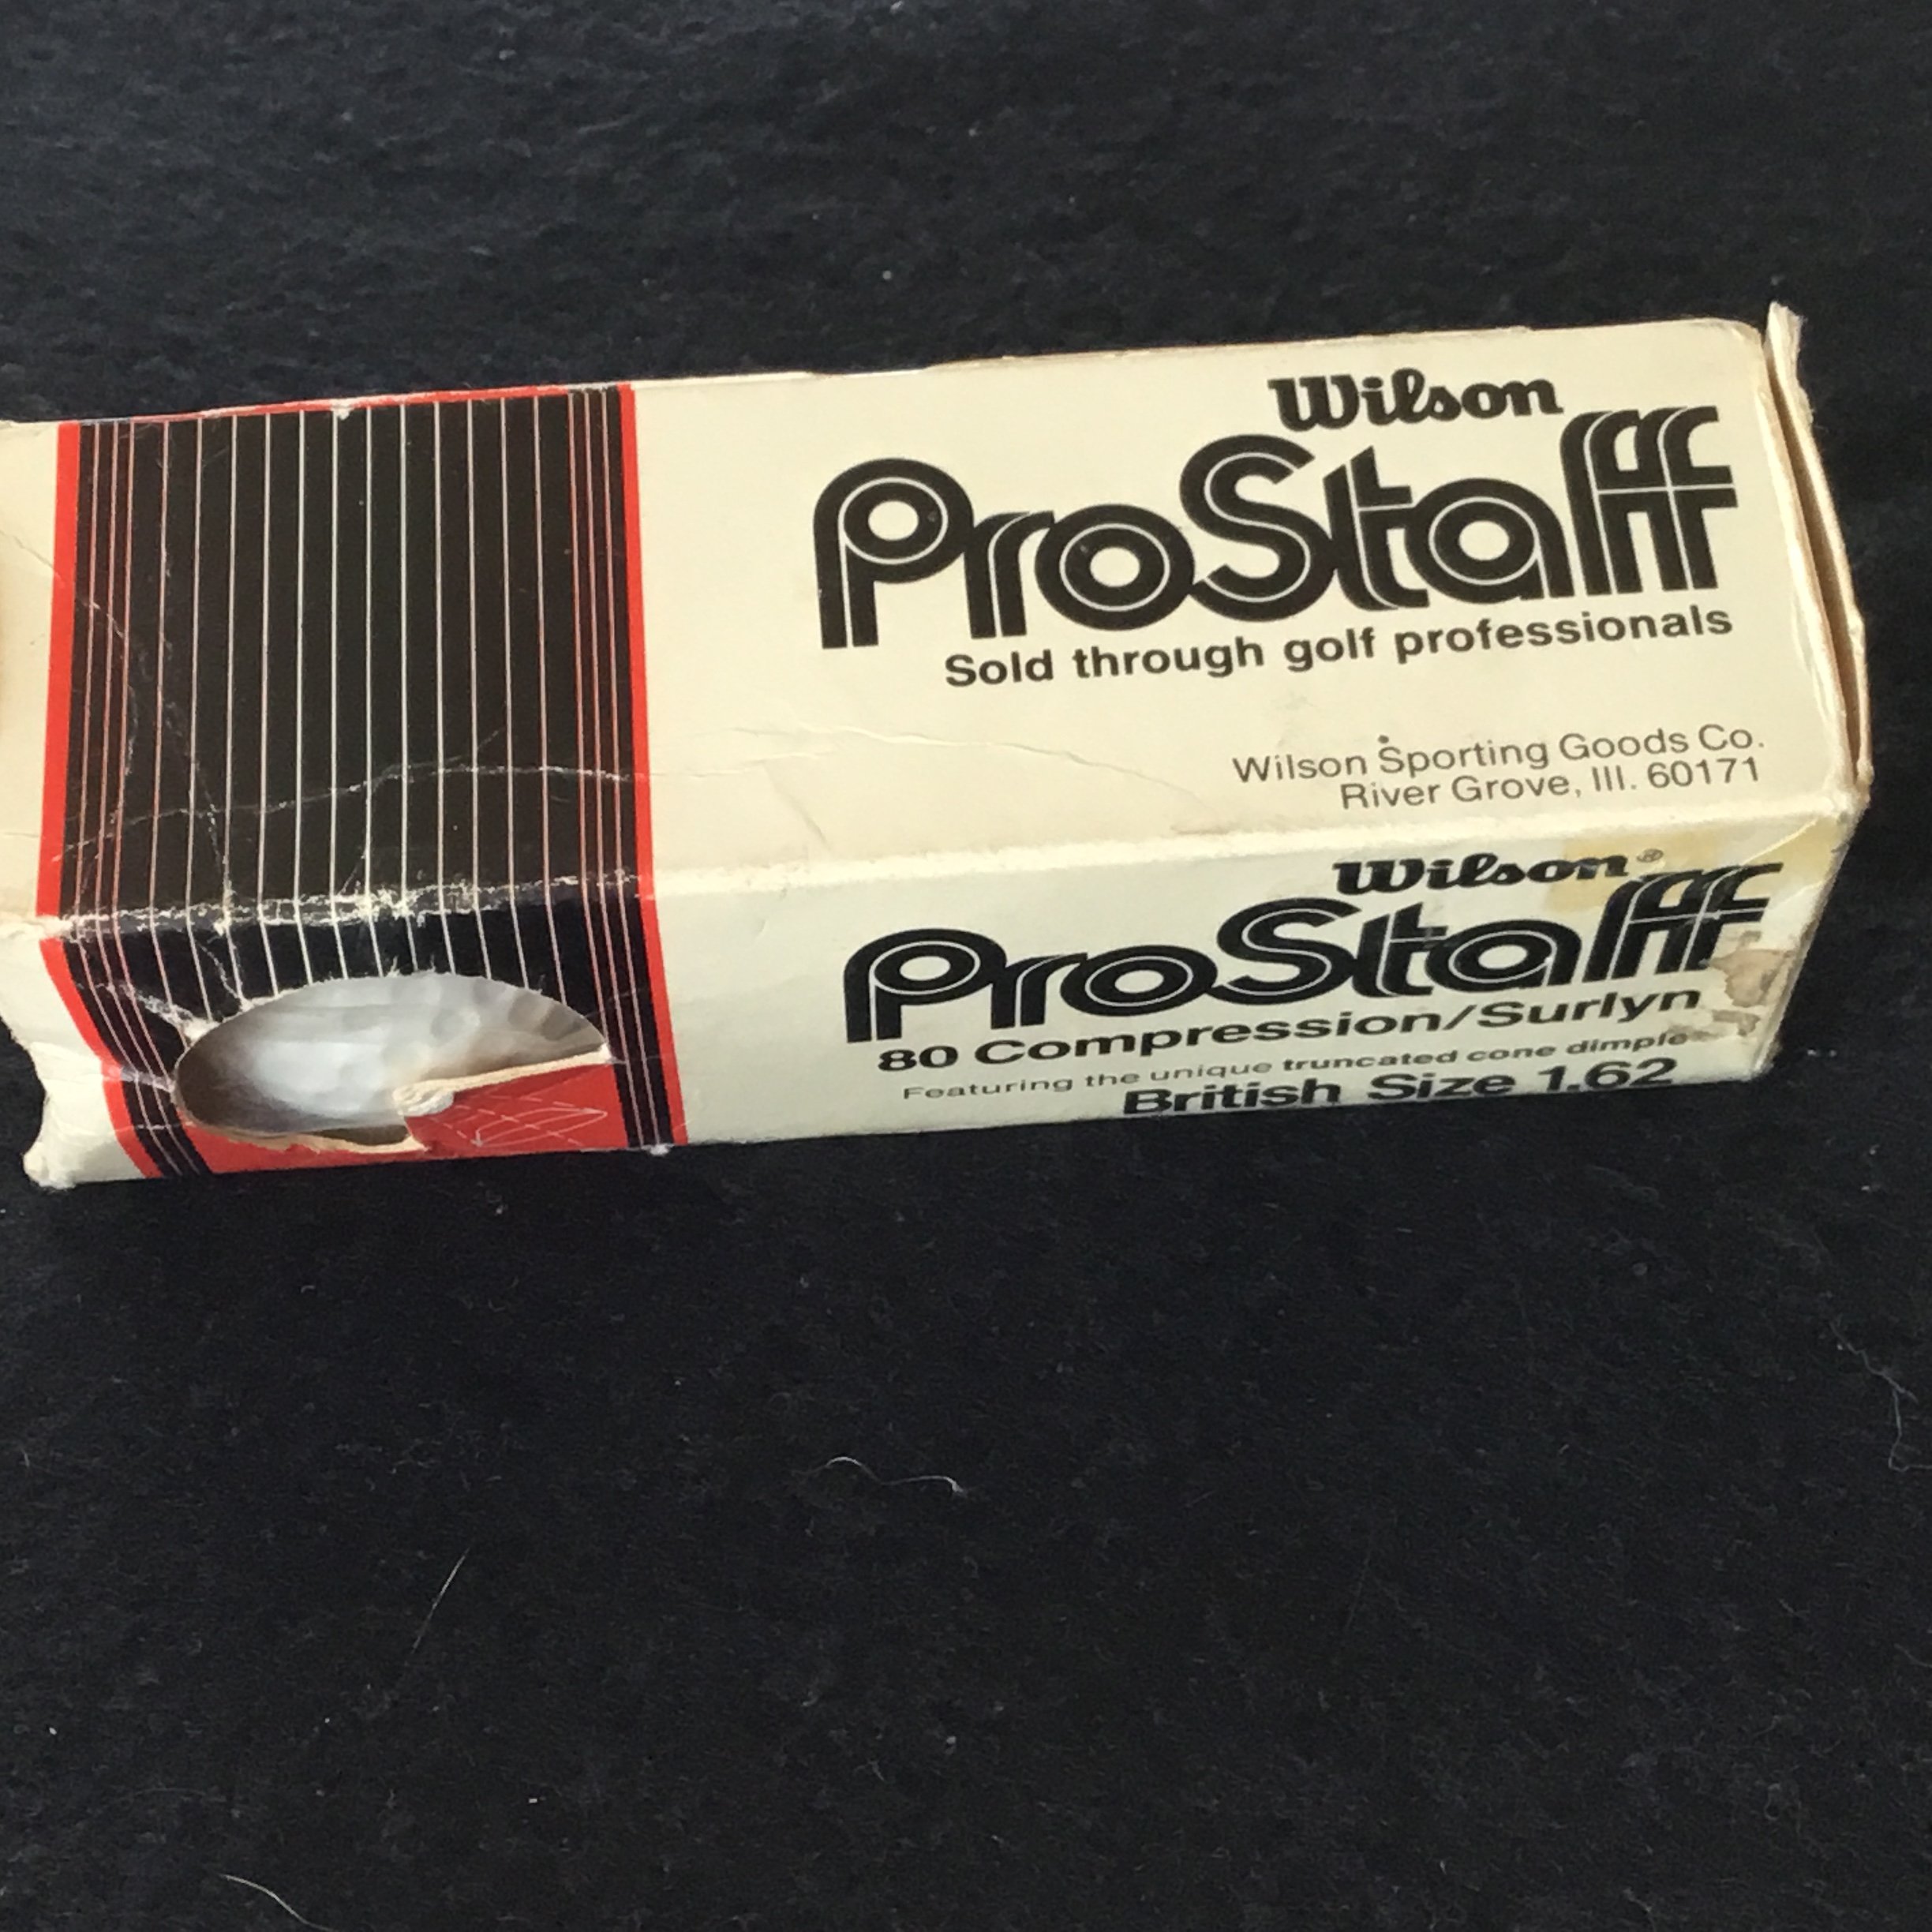 Wilson
ProStaff
Sold through golf professionals
Wilson Sporting Goods Co.
River Grove, Ill. 60171
Wilson®
ProStaff
80 Compression/Surlyn
Featuring the unique truncated cone dimple
British Size 1.62